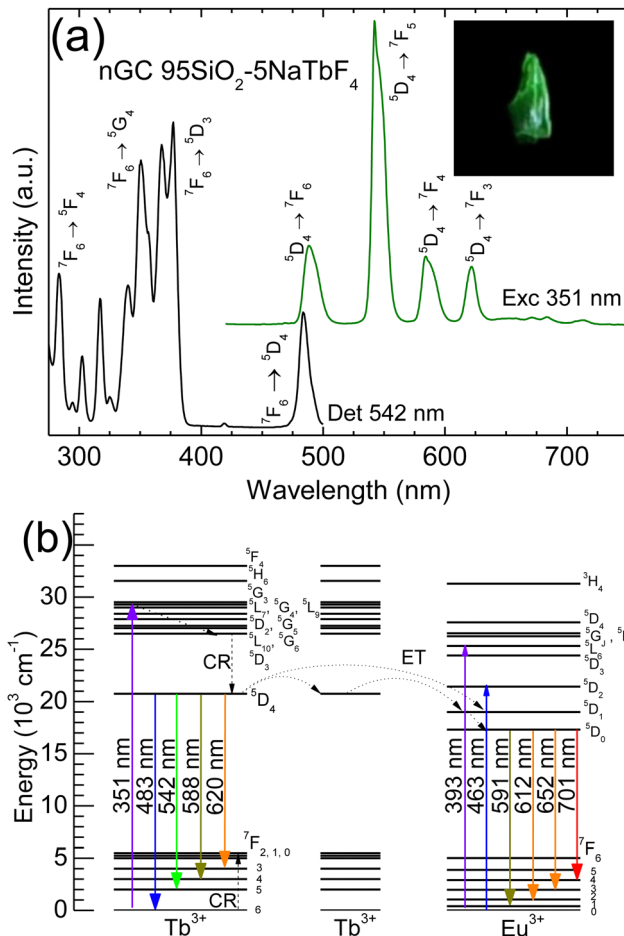 (a)
nGC 95SiO₂-5NaTbF₄
⁷F₆→⁵F₄
⁷F₆→⁵G₄
⁷F₆→⁵D₃
⁵D₄→⁷F₆
⁵D₄→⁷F₅
⁵D₄→⁷F₄
⁵D₄→⁷F₃
Exc 351 nm
⁷F₆→⁵D₄
Det 542 nm
Intensity (a.u.)
300 400 500 600 700
Wavelength (nm)
(b)
Energy (10³ cm⁻¹)
30
25
20
15
10
5
0
⁵F₄
⁵H₆
⁵G₃
⁵L₇, ⁵G₄, ⁵L₉
⁵D₂, ⁵G₅
⁵L₁₀, ⁵G₆
⁵D₃
CR
⁵D₄
351 nm
483 nm
542 nm
588 nm
620 nm
⁷F₂, ₁, ₀
3
4
5
6
CR
ET
³H₄
⁵D₄
⁵G_J, ⁵L
⁵L₆
⁵D₃
⁵D₂
⁵D₁
⁵D₀
393 nm
463 nm
591 nm
612 nm
652 nm
701 nm
⁷F₆
5
4
3
2
1
0
Tb³⁺ Tb³⁺ Eu³⁺